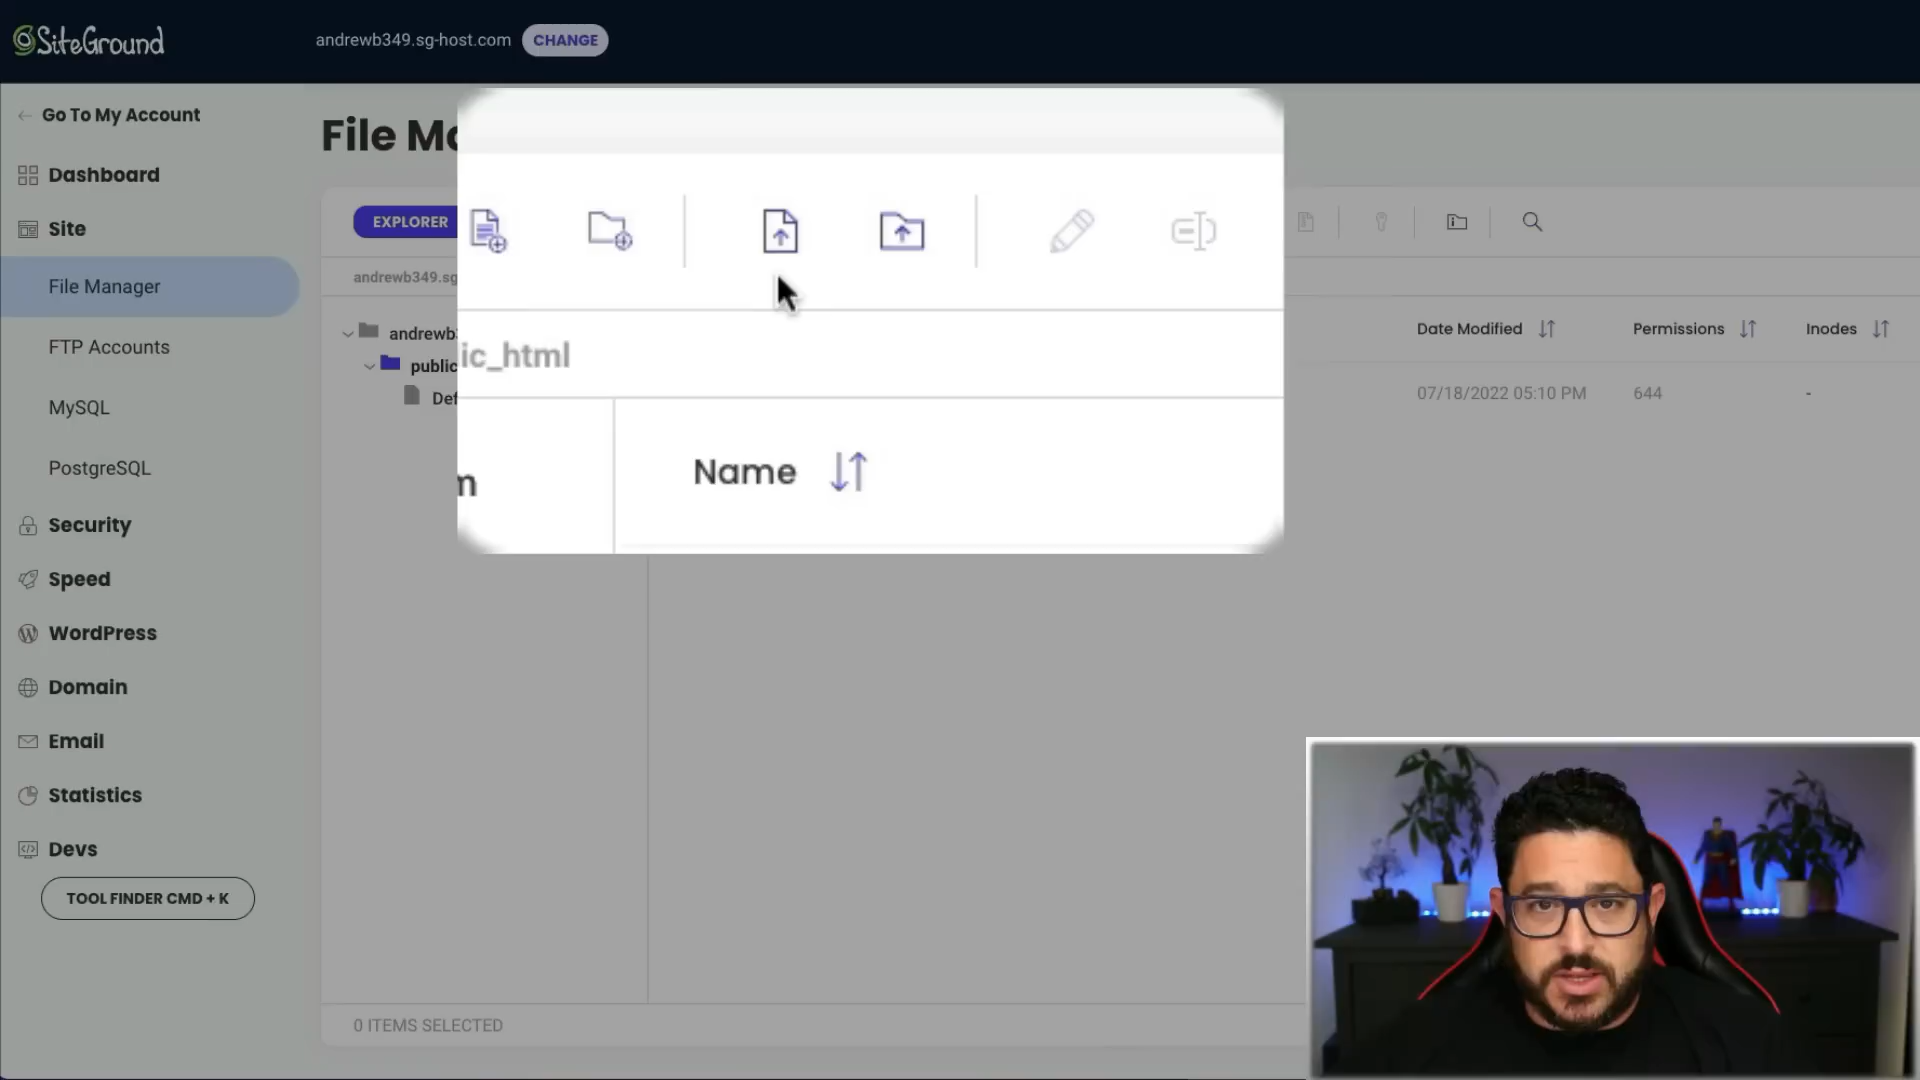 SiteGround
andrewb349.sg-host.com CHANGE
Go To My Account
Dashboard
Site
File Manager
FTP Accounts
MySQL
PostgreSQL
Security
Speed
WordPress
Domain
Email
Statistics
Devs
TOOL FINDER CMD + K
File Mo
EXPLORER
andrewb349.sg
andrewb
public
Def
ic_html
m
Name
Date Modified
Permissions
Inodes
07/18/2022 05:10 PM
644
-
0 ITEMS SELECTED